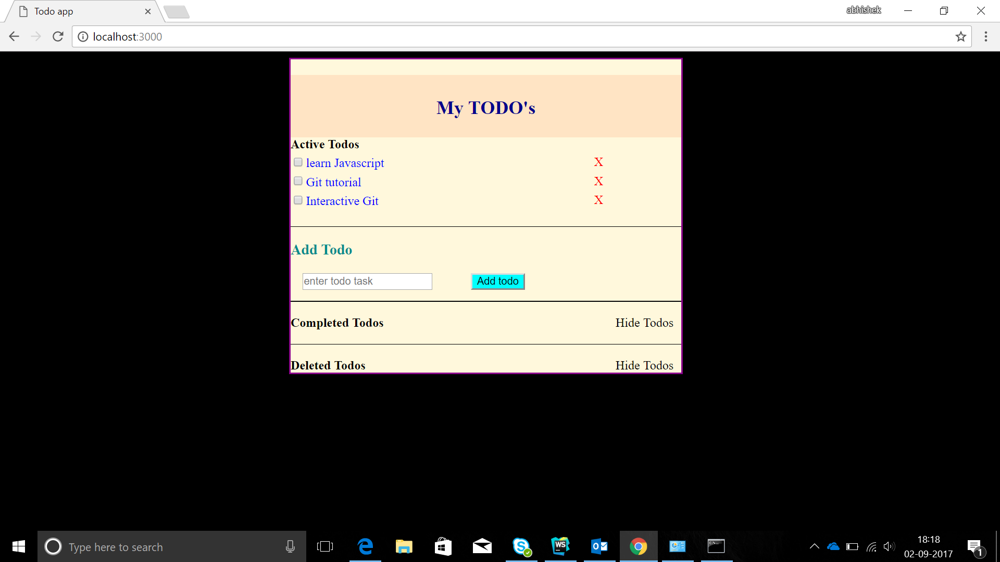 Todo app
abhishek
localhost:3000
My TODO's
Active Todos
learn Javascript X
Git tutorial X
Interactive Git X
Add Todo
enter todo task Add todo
Completed Todos Hide Todos
Deleted Todos Hide Todos
Type here to search
WS
18:18
02-09-2017
1